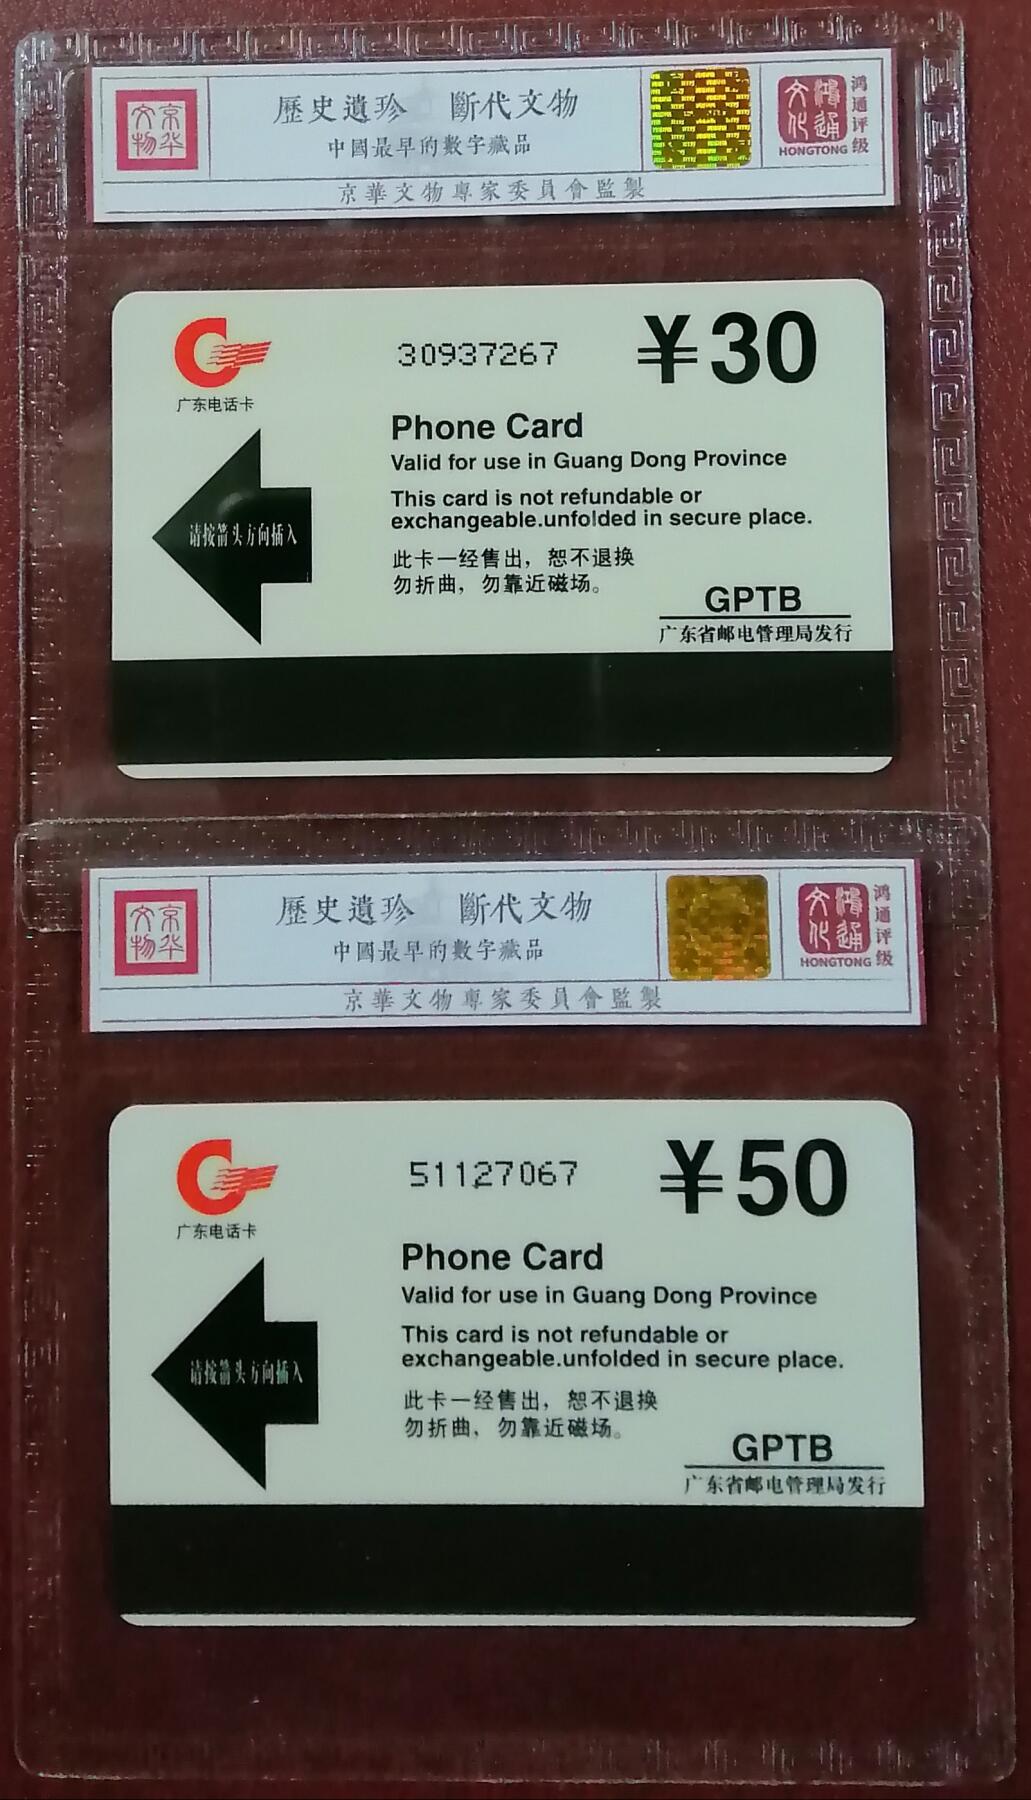 京华文物
歷史遺珍 斷代文物
中國最早的數字藏品
京華文物專家委員會監製
鴻通文化
HONGTONG
鸿通评级
广东电话卡
30937267
¥30
Phone Card
Valid for use in Guang Dong Province
This card is not refundable or
exchangeable.unfolded in secure place.
请按箭头方向插入
此卡一经售出，恕不退换
勿折曲，勿靠近磁场。
GPTB
广东省邮电管理局发行
京华文物
歷史遺珍 斷代文物
中國最早的數字藏品
京華文物專家委員會監製
鴻通文化
HONGTONG
鸿通评级
广东电话卡
51127067
¥50
Phone Card
Valid for use in Guang Dong Province
This card is not refundable or
exchangeable.unfolded in secure place.
请按箭头方向插入
此卡一经售出，恕不退换
勿折曲，勿靠近磁场。
GPTB
广东省邮电管理局发行